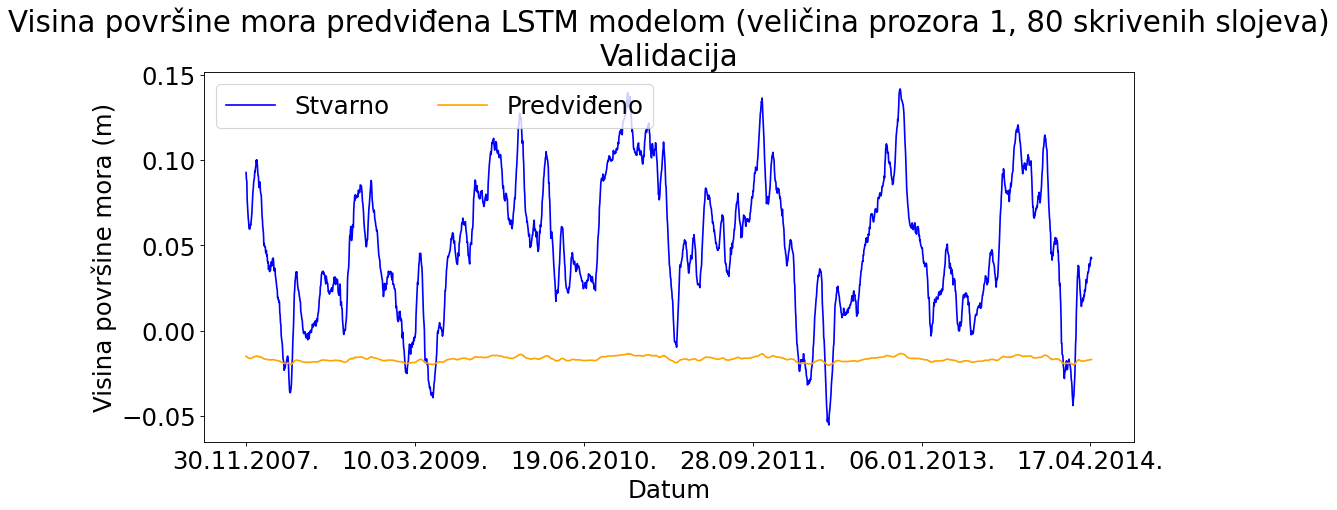 Visina površine mora predviđena LSTM modelom (veličina prozora 1, 80 skrivenih slojeva)
Validacija
Stvarno
Predviđeno
Visina površine mora (m)
0.15
0.10
0.05
0.00
−0.05
30.11.2007.
10.03.2009.
19.06.2010.
28.09.2011.
06.01.2013.
17.04.2014.
Datum